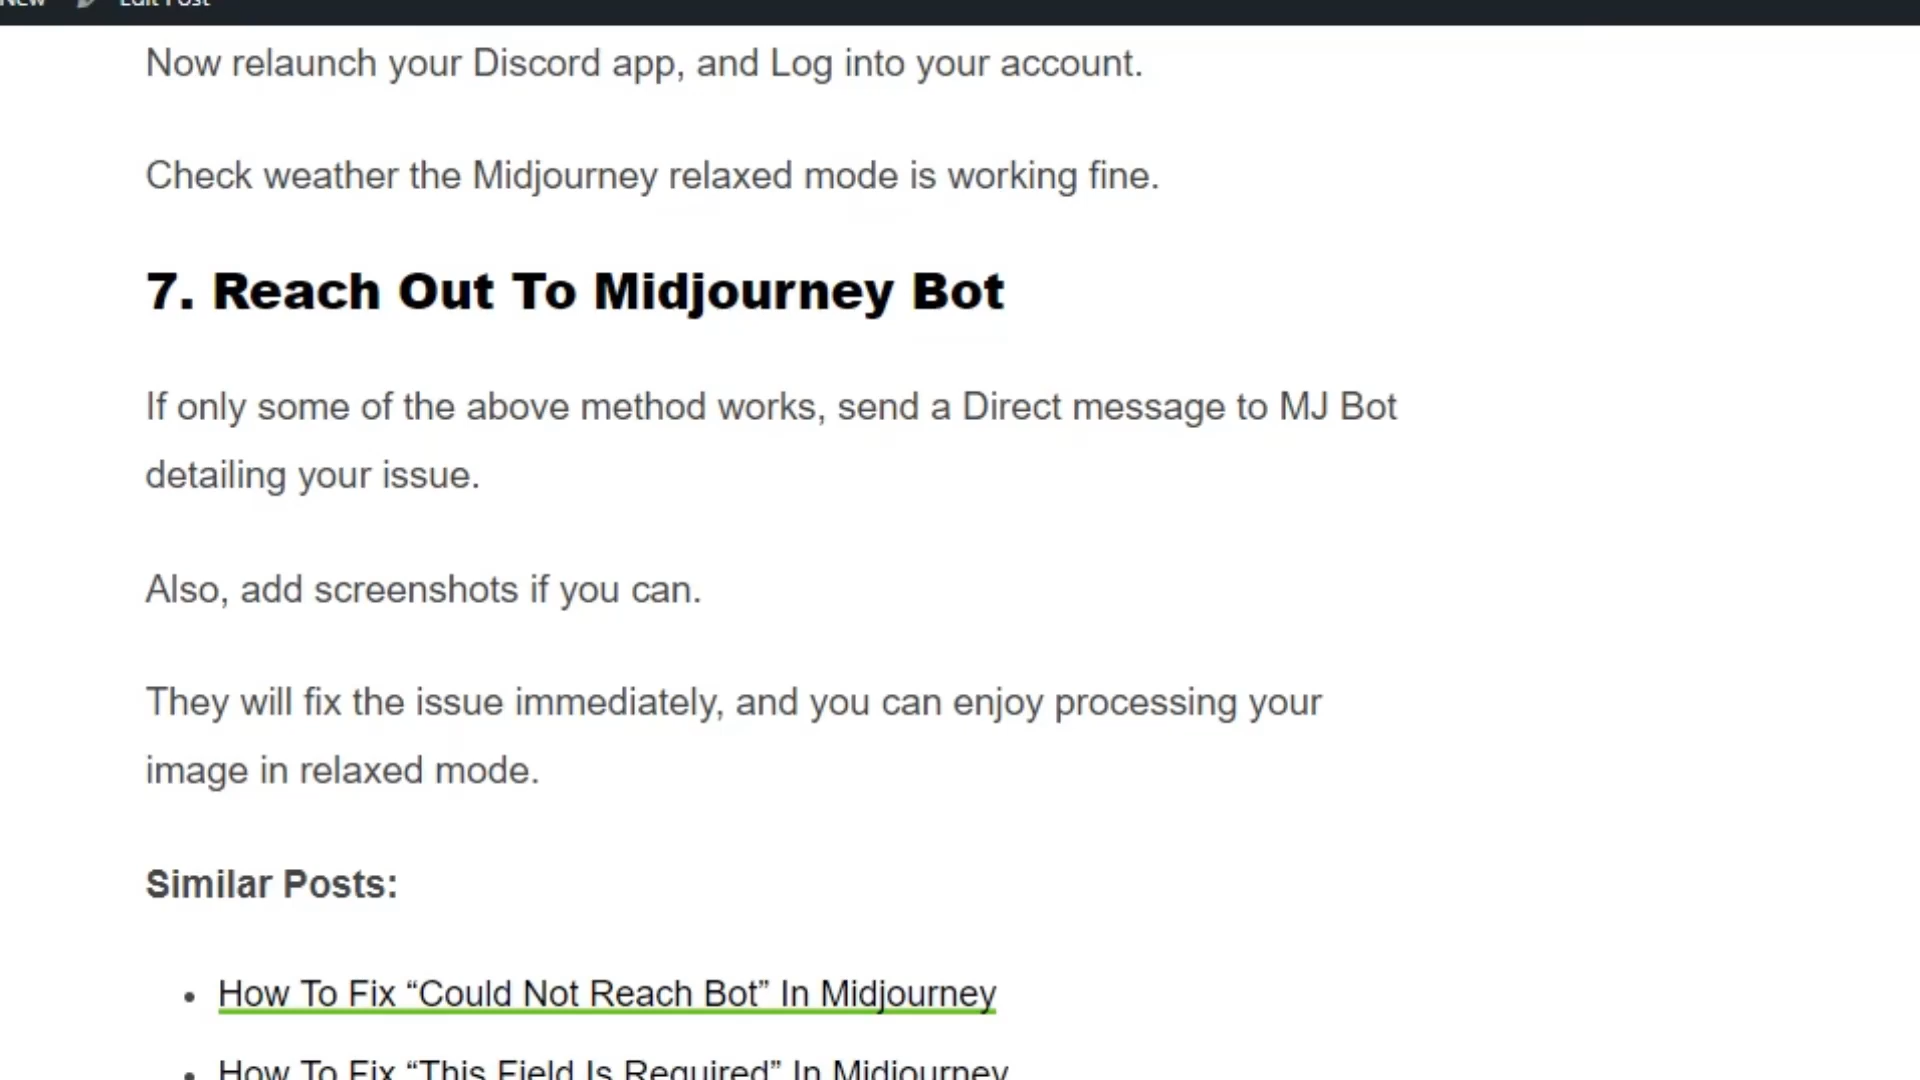 New Edit Post
Now relaunch your Discord app, and Log into your account.
Check weather the Midjourney relaxed mode is working fine.
7. Reach Out To Midjourney Bot
If only some of the above method works, send a Direct message to MJ Bot
detailing your issue.
Also, add screenshots if you can.
They will fix the issue immediately, and you can enjoy processing your
image in relaxed mode.
Similar Posts:
• How To Fix “Could Not Reach Bot” In Midjourney
• How To Fix “This Field Is Required” In Midjourney